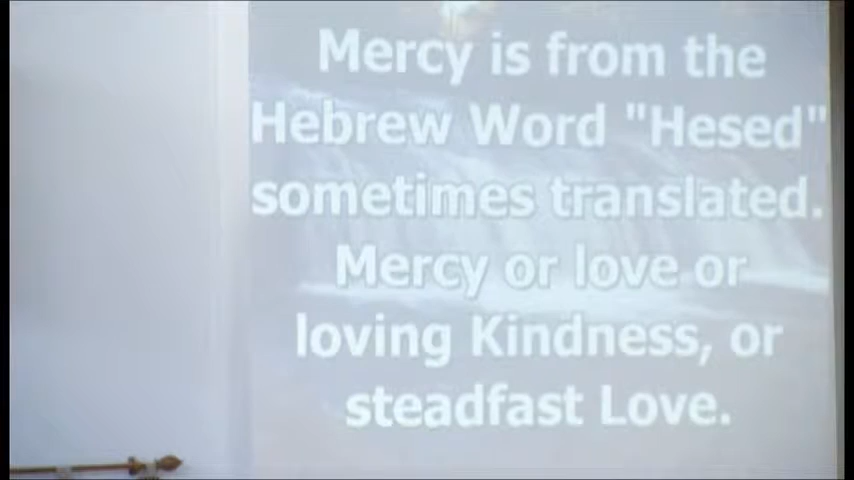 Mercy is from the
Hebrew Word "Hesed"
sometimes translated.
Mercy or love or
loving Kindness, or
steadfast Love.